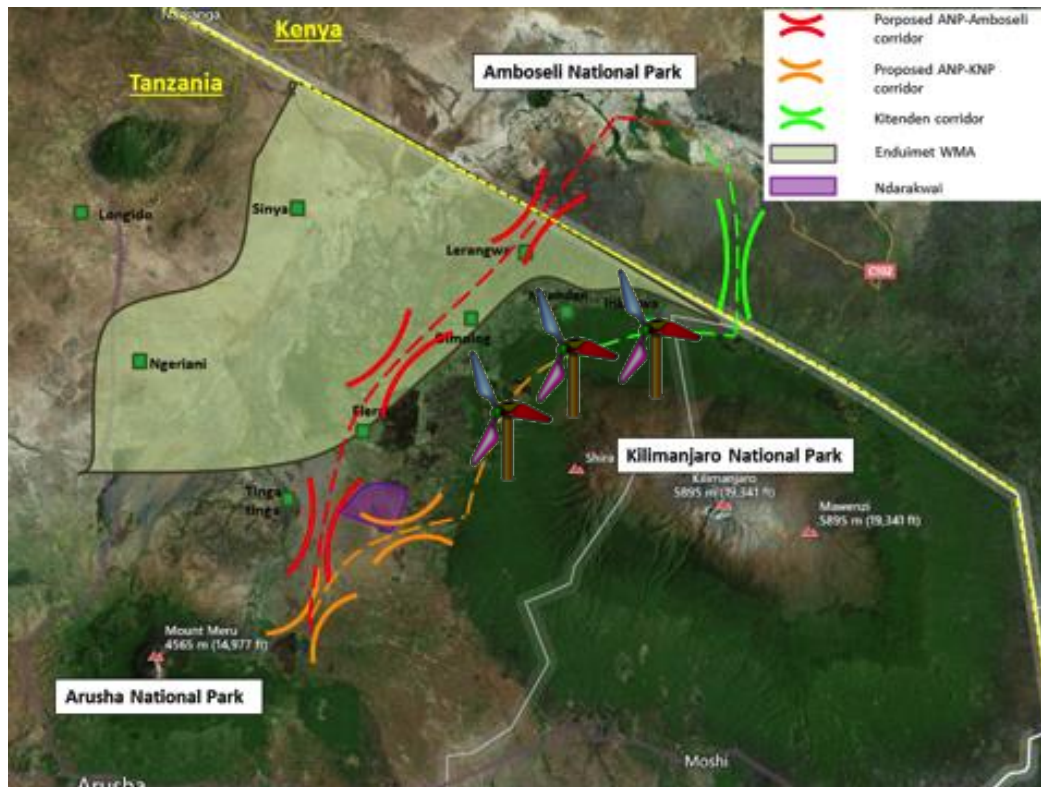 Kenya
Tanzania
Amboseli National Park
Porposed ANP-Amboseli
corridor
Proposed ANP-KNP
corridor
Kitenden corridor
Enduimet WMA
Ndarakwai
C102
Longido
Sinya
Lerangwa
Ngeriani
Tinga
tinga
Shira
Kilimanjaro National Park
Kilimanjaro
5895 m (19,341 ft)
Mawenzi
5895 m (19,341 ft)
Mount Meru
4565 m (14,977 ft)
Arusha National Park
Moshi
Arusha